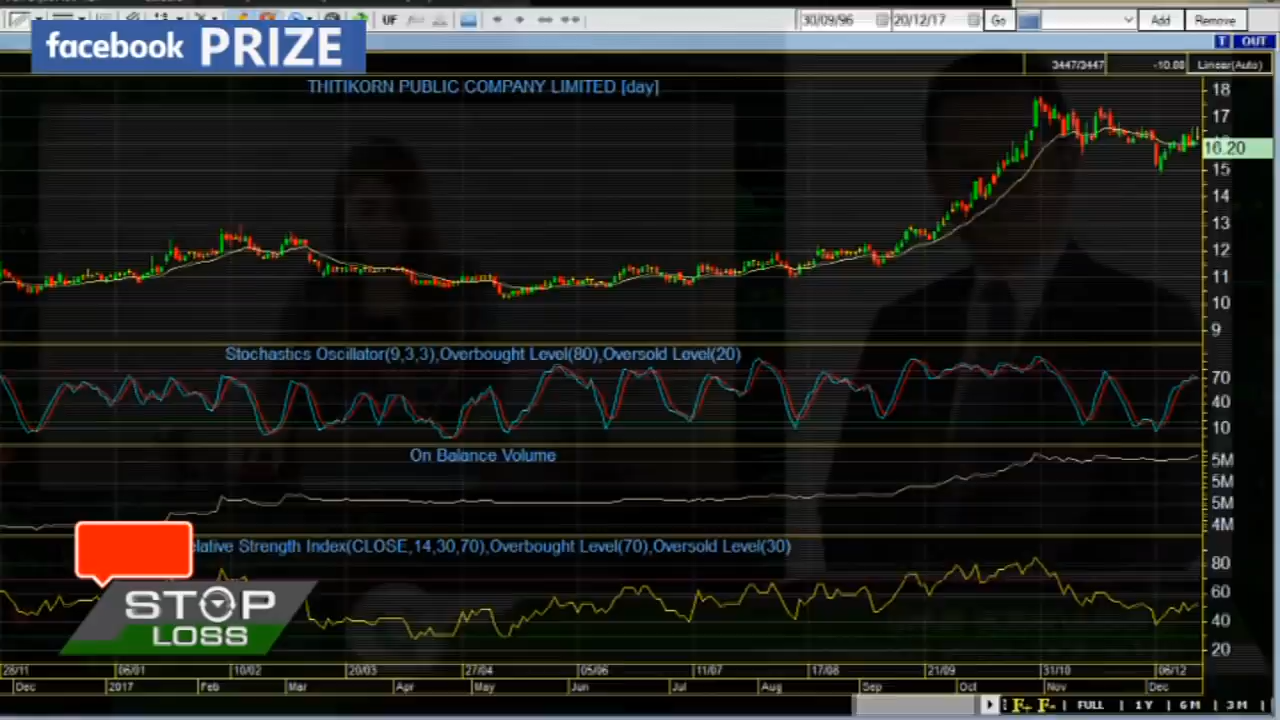 UF
30/09/96 20/12/17 Go Add Remove
facebook PRIZE
T OUT
3447/3447 -10.00 Linear(Auto)
THITIKORN PUBLIC COMPANY LIMITED [day]
18
17
16.20
15
14
13
12
11
10
9
Stochastics Oscillator(9,3,3),Overbought Level(80),Oversold Level(20)
70
40
10
On Balance Volume
5M
5M
5M
4M
elative Strength Index(CLOSE,14,30,70),Overbought Level(70),Oversold Level(30)
80
60
40
20
STOP
LOSS
28/11 06/01 10/02 20/03 27/04 05/06 11/07 17/08 21/09 31/10 06/12
Dec 2017 Feb Mar Apr May Jun Jul Aug Sep Oct Nov Dec
F+ F- FULL 1Y 6M 3M